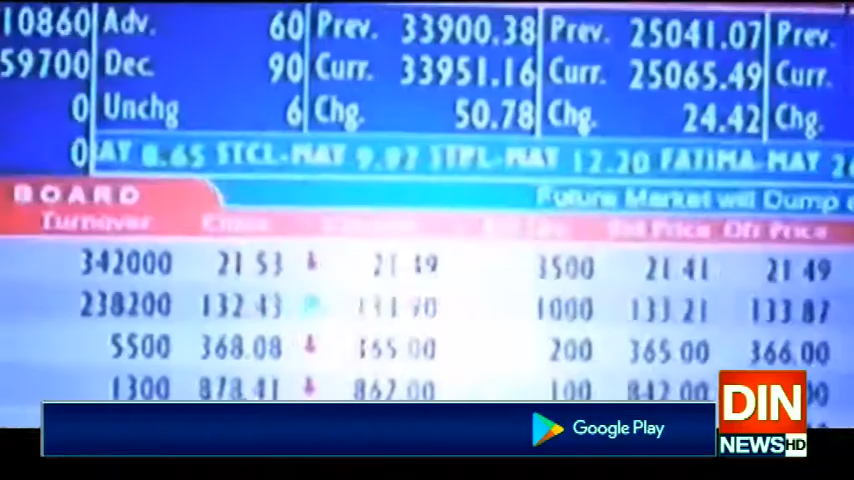 10860 Adv. 60 Prev. 33900.38 Prev. 25041.07 Prev.
59700 Dec. 90 Curr. 33951.16 Curr. 25065.49 Curr.
0 Unchg 6 Chg. 50.78 Chg. 24.42 Chg.
0 AY 8.65 STCL-MAY 9.02 STPL-MAY 12.20 FATIMA-MAY 26
BOARD Future Market will Dump
Turnover Close Bid Price Ofr Price
342000 21.53 21.49 3500 21.41 21.49
238200 132.43 1000 133.21 133.87
5500 368.08 365.00 200 365.00 366.00
1300 878.41 862.00 100 842.00
Google Play
DIN
NEWS HD